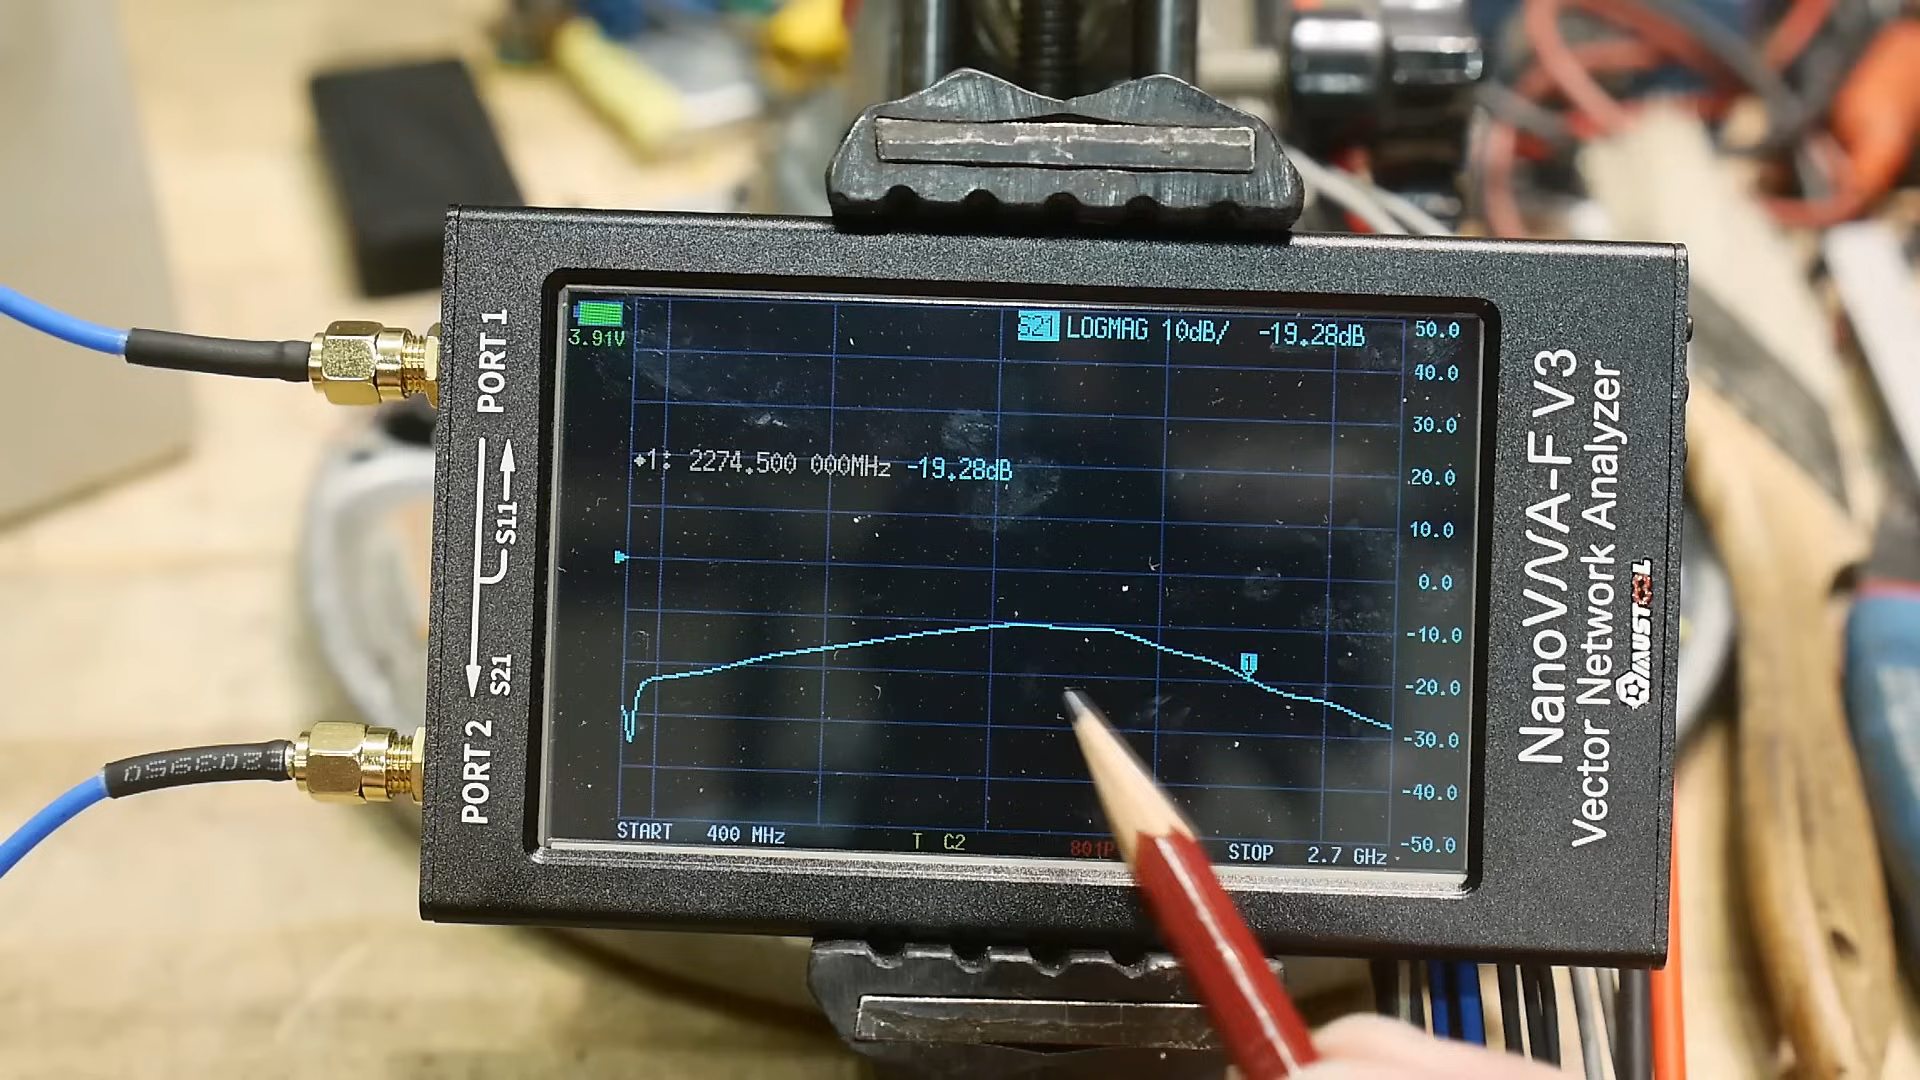 3.91V
S21 LOGMAG 10dB/ -19.28dB
50.0
40.0
30.0
1: 2274.500 000MHz -19.28dB
20.0
10.0
0.0
-10.0
1
-20.0
-30.0
-40.0
-50.0
START 400 MHz
T C2
801P
STOP 2.7 GHz
PORT 1
S11
S21
PORT 2
NanoVNA-F V3
Vector Network Analyzer